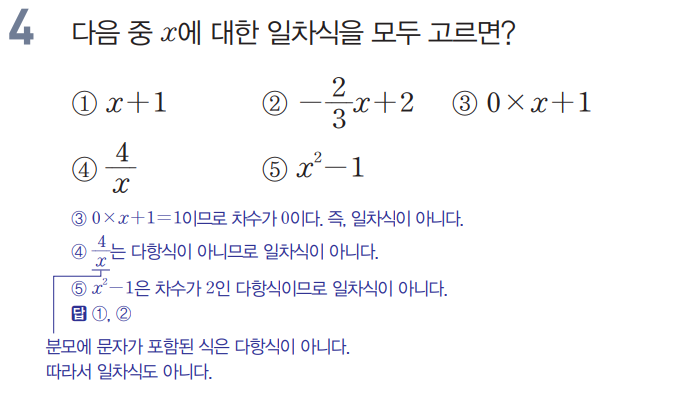 4 다음 중 x에 대한 일차식을 모두 고르면?
① x+1 ② -2/3x+2 ③ 0×x+1
④ 4/x ⑤ x²-1
③ 0×x+1=1이므로 차수가 0이다. 즉, 일차식이 아니다.
④ 4/x는 다항식이 아니므로 일차식이 아니다.
⑤ x²-1은 차수가 2인 다항식이므로 일차식이 아니다.
답 ①, ②
분모에 문자가 포함된 식은 다항식이 아니다.
따라서 일차식도 아니다.